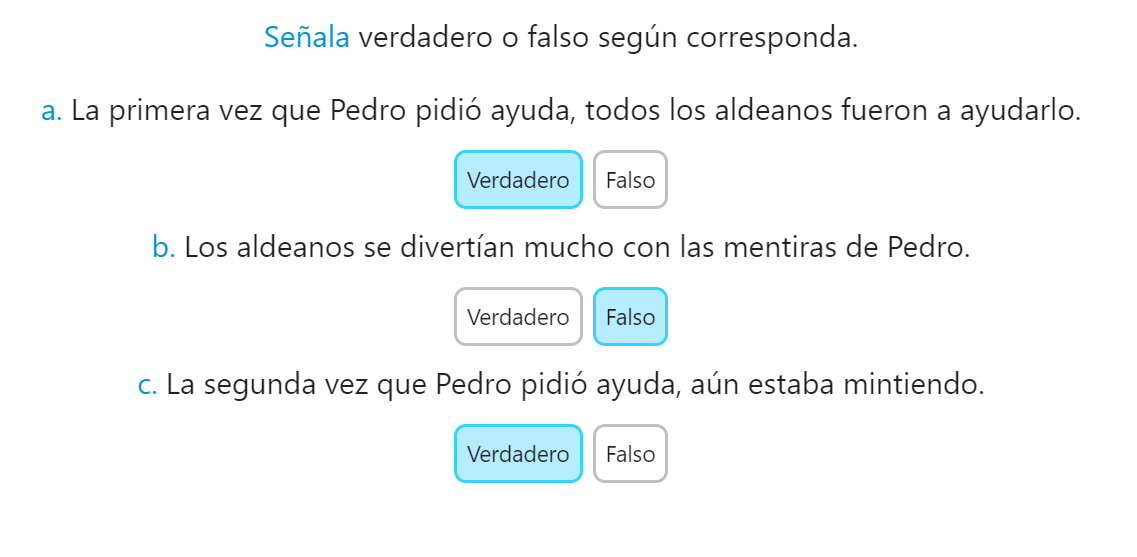 Señala verdadero o falso según corresponda.
a. La primera vez que Pedro pidió ayuda, todos los aldeanos fueron a ayudarlo.
Verdadero Falso
b. Los aldeanos se divertían mucho con las mentiras de Pedro.
Verdadero Falso
c. La segunda vez que Pedro pidió ayuda, aún estaba mintiendo.
Verdadero Falso